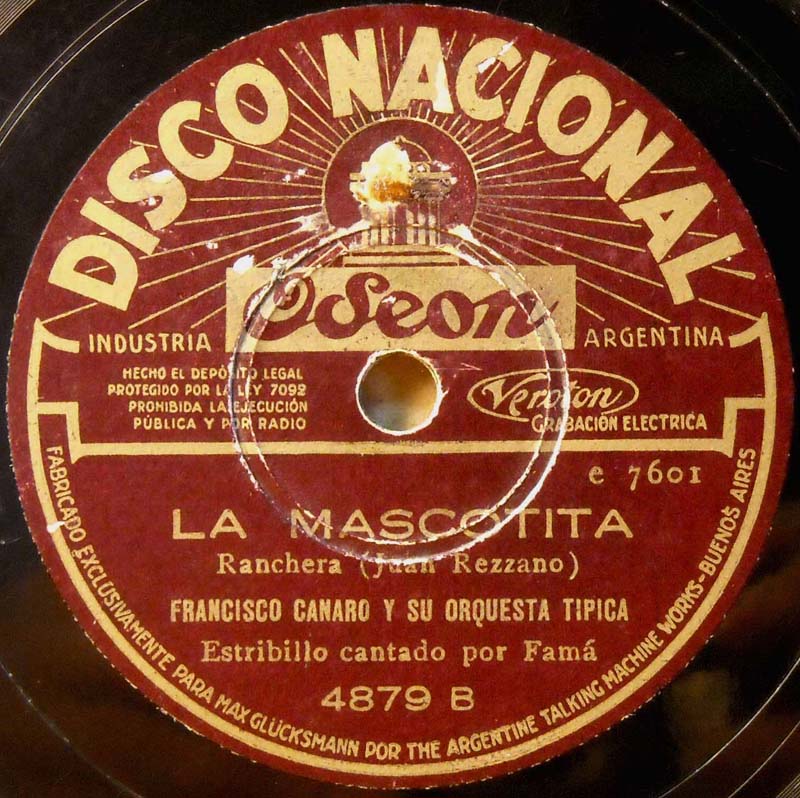 DISCO NACIONAL
Odeon
INDUSTRIA ARGENTINA
HECHO EL DEPÓSITO LEGAL
PROTEGIDO POR LA LEY 7092
PROHIBIDA LA EJECUCIÓN
PÚBLICA Y POR RADIO
Veroton
GRABACIÓN ELECTRICA
e 7601
LA MASCOTITA
Ranchera (Juan Rezzano)
FRANCISCO CANARO Y SU ORQUESTA TIPICA
Estribillo cantado por Famá
4879 B
FABRICADO EXCLUSIVAMENTE PARA MAX GLÜCKSMANN POR THE ARGENTINE TALKING MACHINE WORKS-BUENOS AIRES